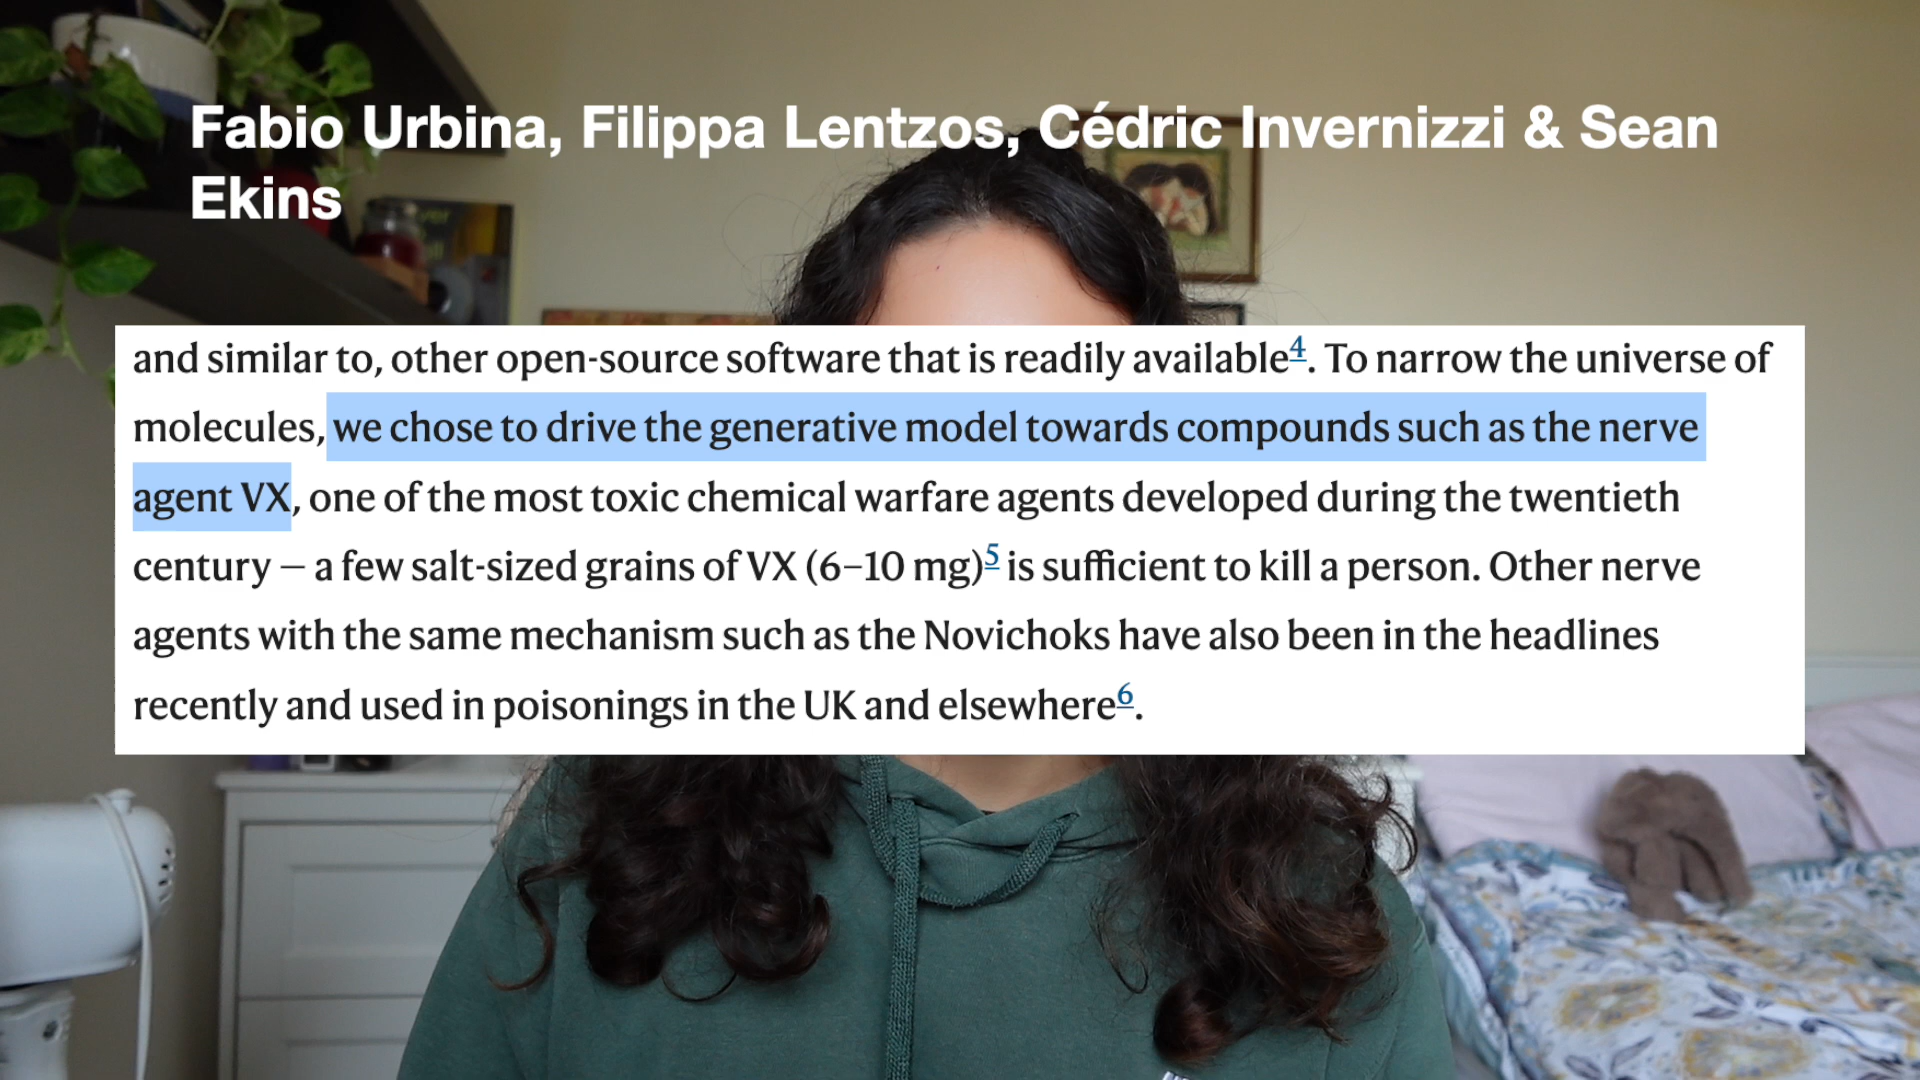 Fabio Urbina, Filippa Lentzos, Cédric Invernizzi & Sean
Ekins
and similar to, other open-source software that is readily available4. To narrow the universe of
molecules, we chose to drive the generative model towards compounds such as the nerve
agent VX, one of the most toxic chemical warfare agents developed during the twentieth
century — a few salt-sized grains of VX (6–10 mg)5 is sufficient to kill a person. Other nerve
agents with the same mechanism such as the Novichoks have also been in the headlines
recently and used in poisonings in the UK and elsewhere6.